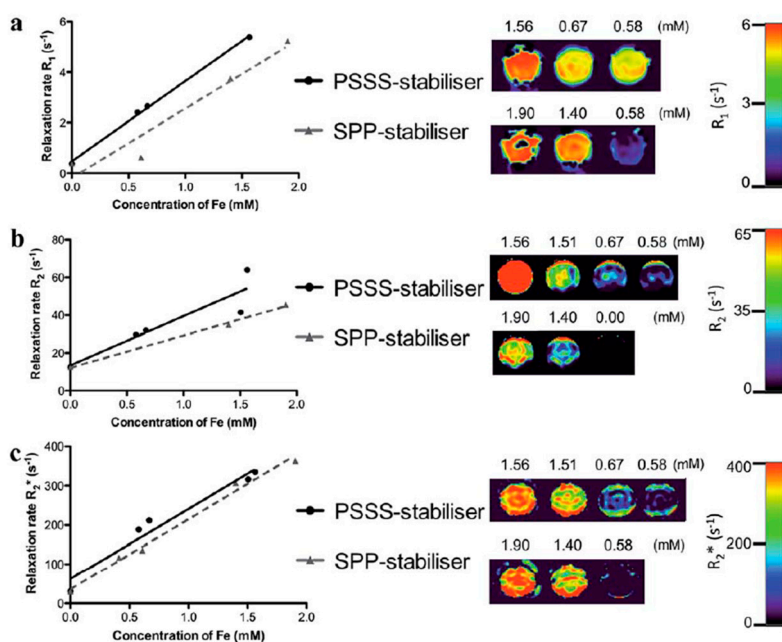 a
Relaxation rate R₁ (s⁻¹)
6
4
2
0
0.0 0.5 1.0 1.5 2.0
Concentration of Fe (mM)
PSSS-stabiliser
SPP-stabiliser
1.56 0.67 0.58 (mM)
1.90 1.40 0.58
6
3
0
R₁ (s⁻¹)
b
Relaxation rate R₂ (s⁻¹)
80
60
40
20
0
0.0 0.5 1.0 1.5 2.0
Concentration of Fe (mM)
PSSS-stabiliser
SPP-stabiliser
1.56 1.51 0.67 0.58
1.90 1.40 0.00 (mM)
65
35
0
R₂ (s⁻¹)
c
Relaxation rate R₂* (s⁻¹)
400
300
200
100
0
0.0 0.5 1.0 1.5 2.0
Concentration of Fe (mM)
PSSS-stabiliser
SPP-stabiliser
1.56 1.51 0.67 0.58 (mM)
1.90 1.40 0.58 (mM)
400
200
0
R₂* (s⁻¹)